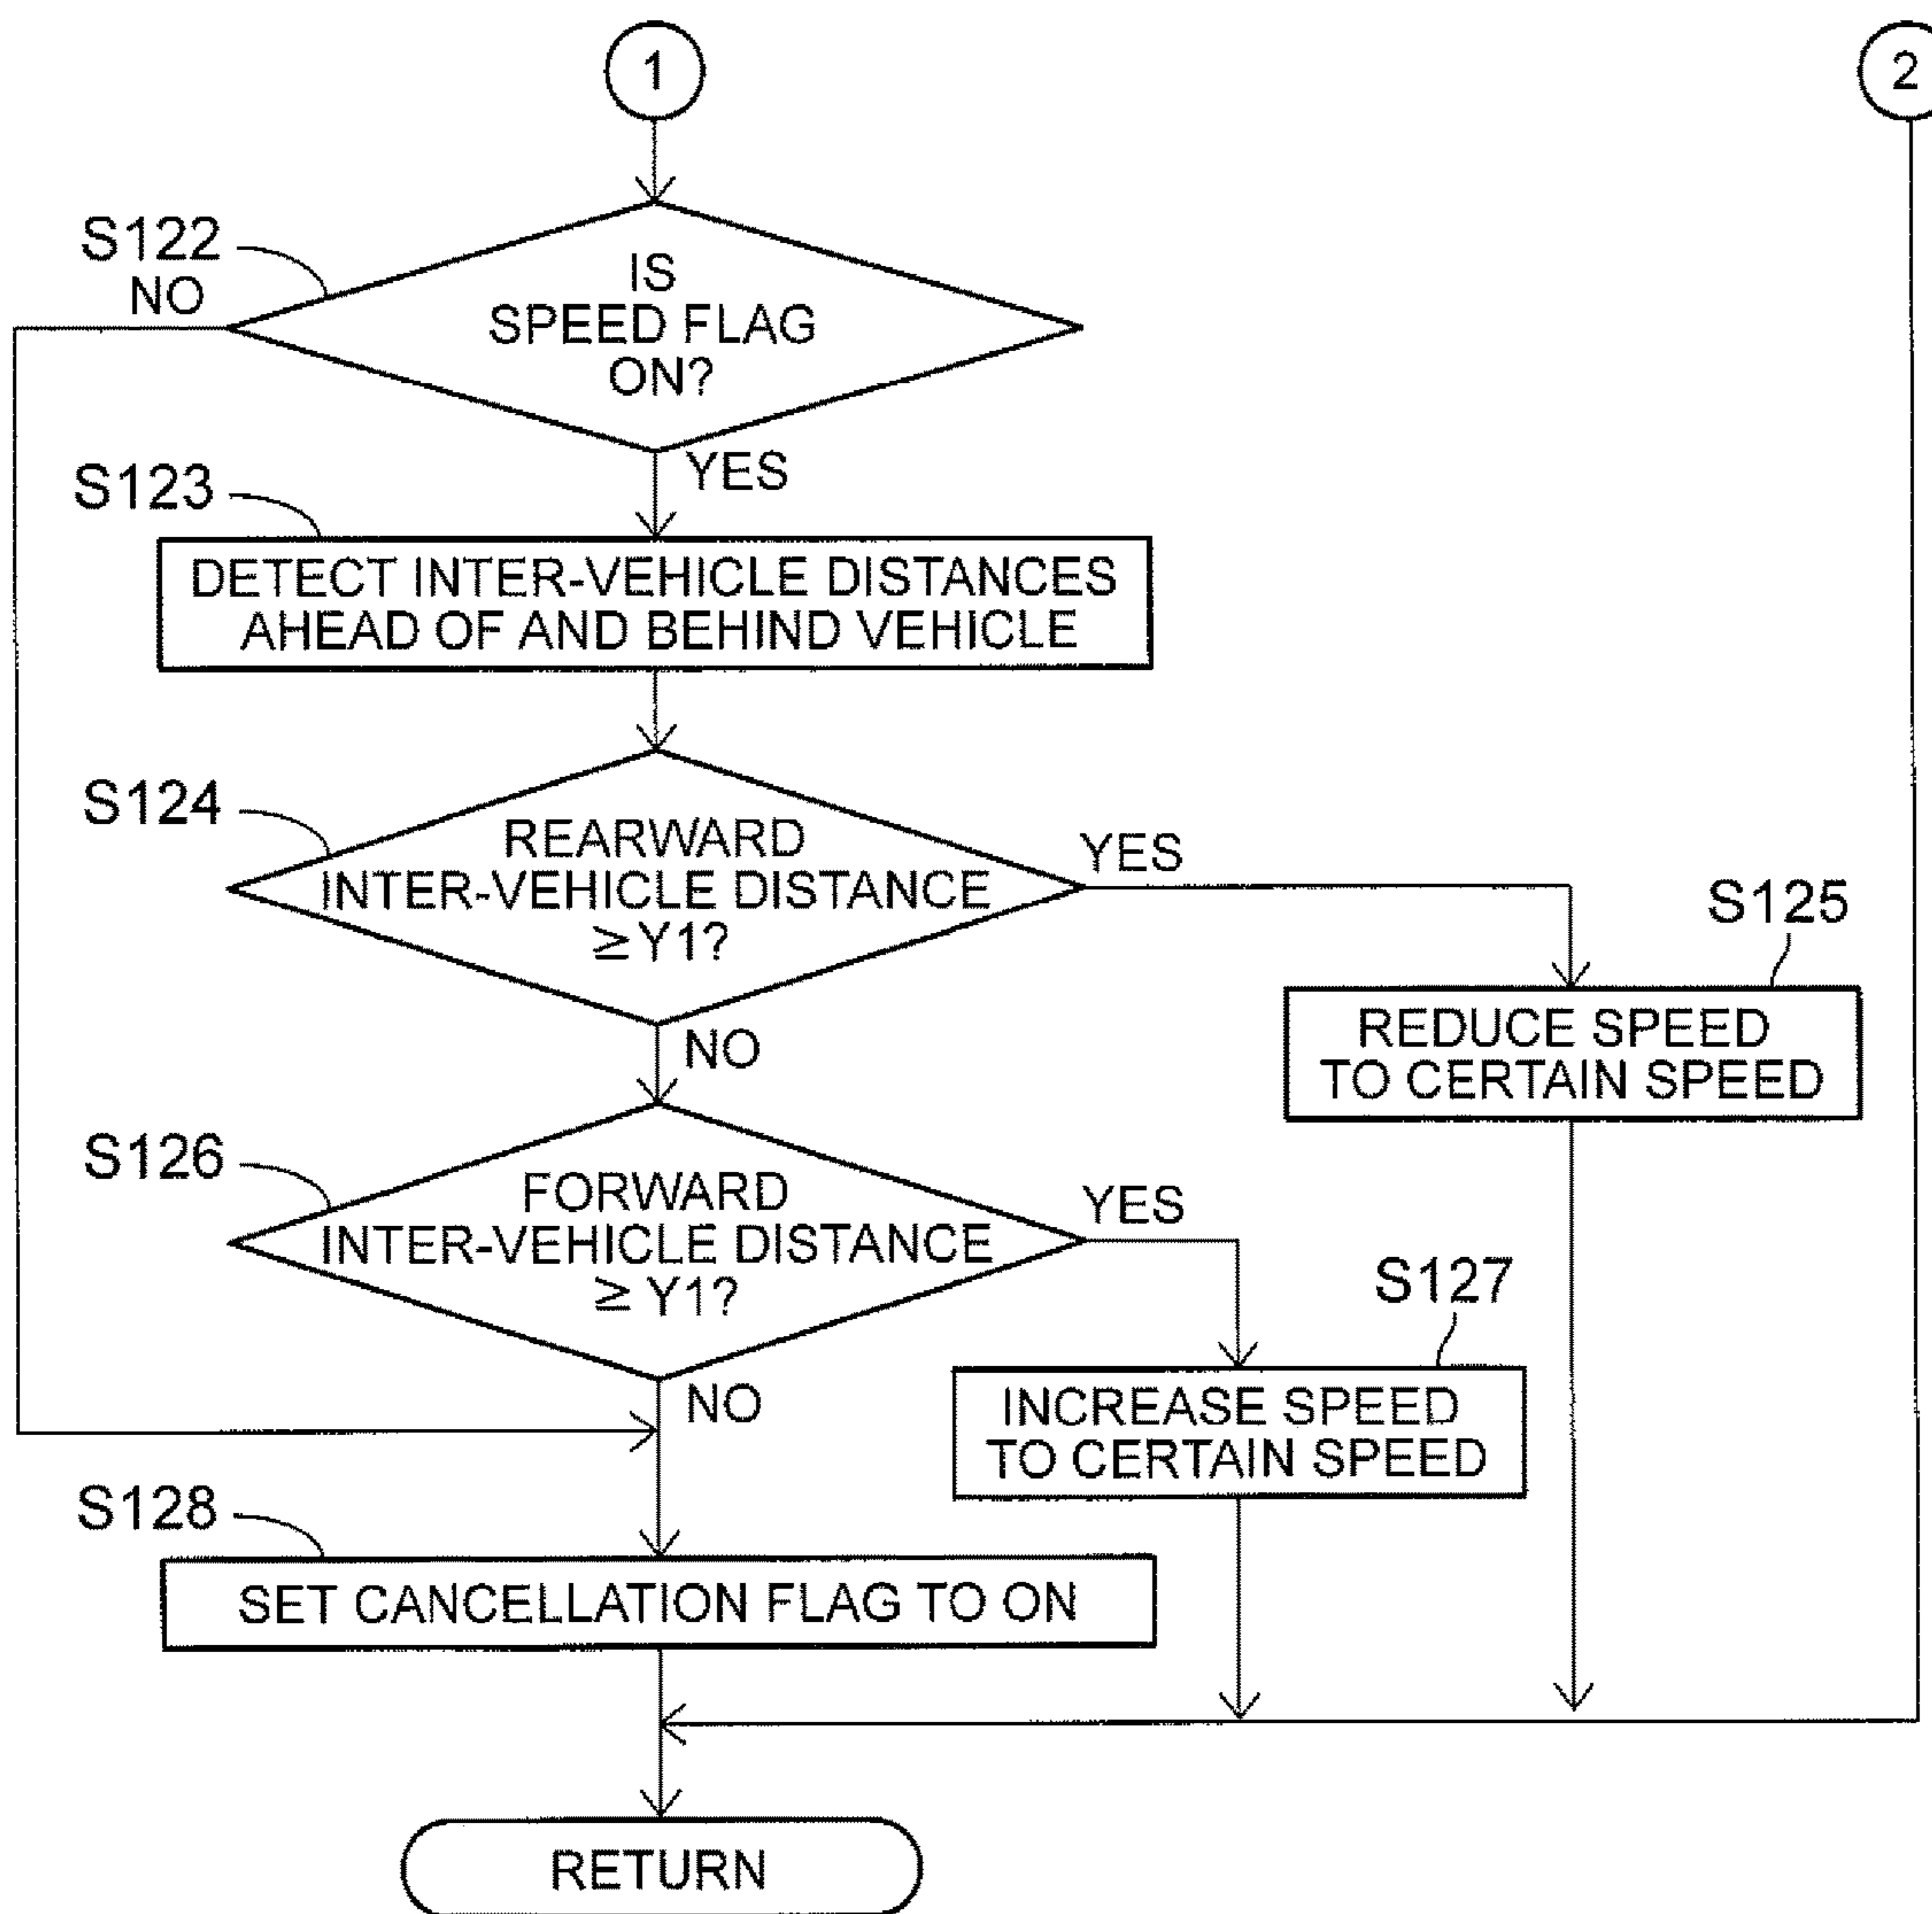 1
2
S122
NO
IS
SPEED FLAG
ON?
YES
S123
DETECT INTER-VEHICLE DISTANCES
AHEAD OF AND BEHIND VEHICLE
S124
REARWARD
INTER-VEHICLE DISTANCE
≥Y1?
YES
S125
REDUCE SPEED
TO CERTAIN SPEED
NO
S126
FORWARD
INTER-VEHICLE DISTANCE
≥ Y1?
YES
S127
INCREASE SPEED
TO CERTAIN SPEED
NO
S128
SET CANCELLATION FLAG TO ON
RETURN